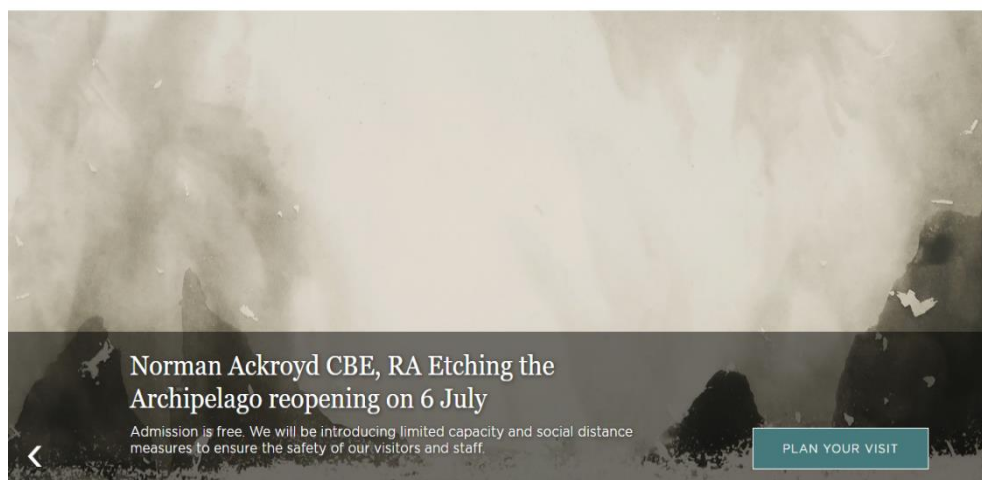 Norman Ackroyd CBE, RA Etching the
Archipelago reopening on 6 July
Admission is free. We will be introducing limited capacity and social distance
measures to ensure the safety of our visitors and staff.
PLAN YOUR VISIT